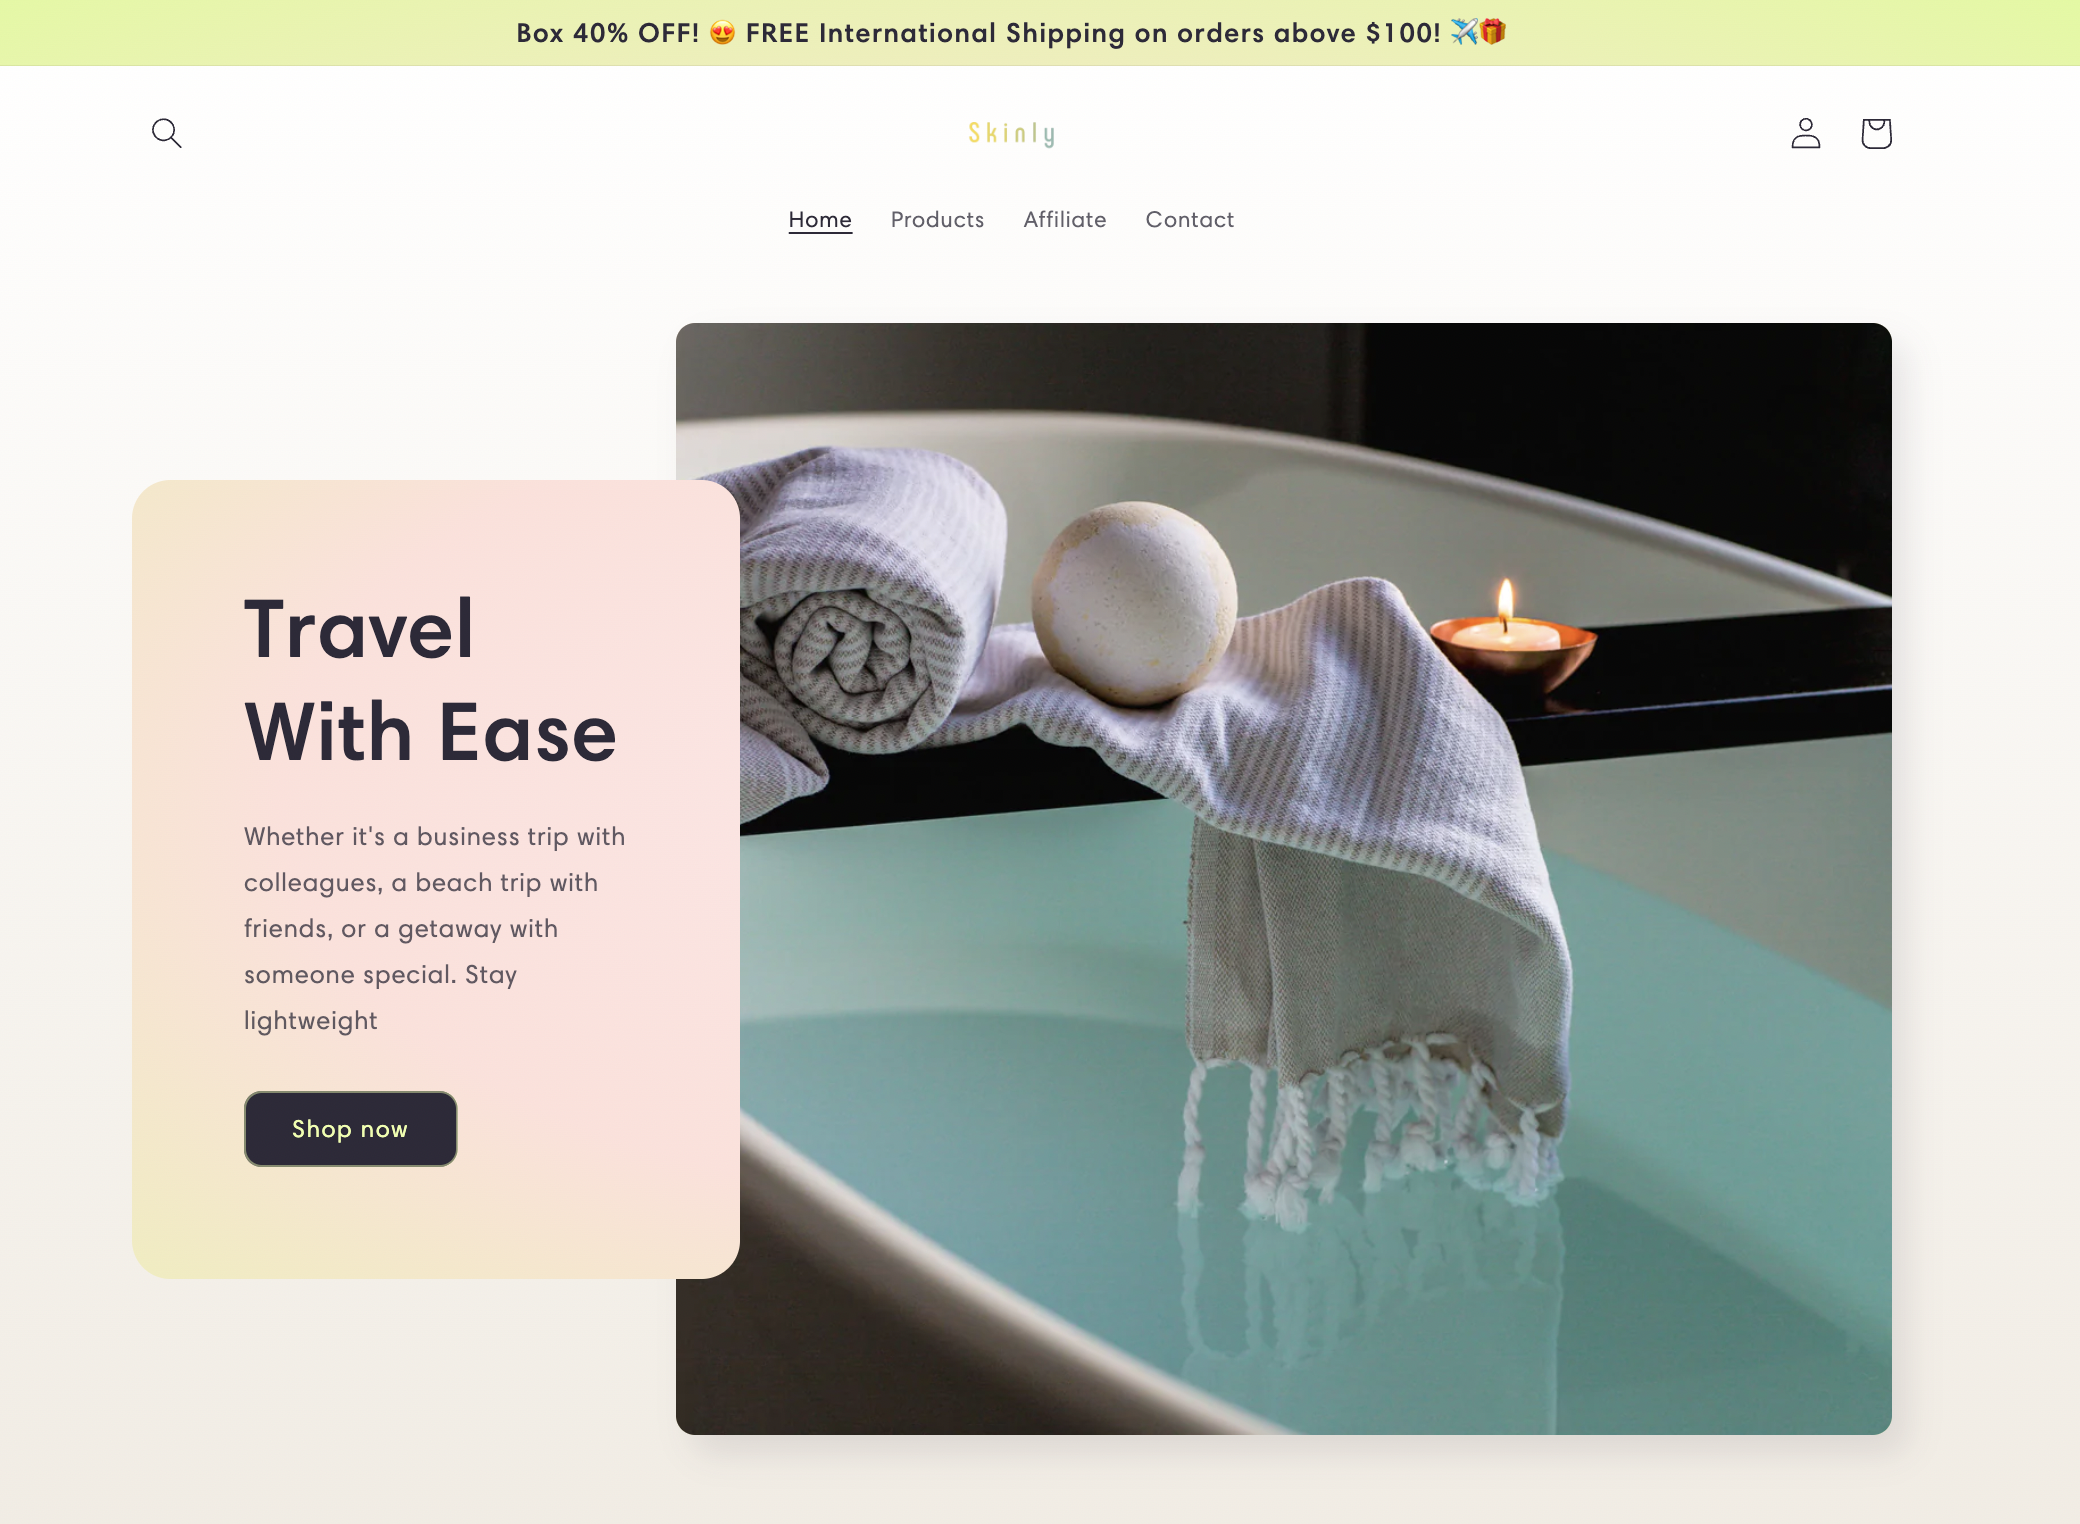 Box 40% OFF! 😍 FREE International Shipping on orders above $100! ✈️🎁
Skinly
Home Products Affiliate Contact
Travel
With Ease
Whether it's a business trip with
colleagues, a beach trip with
friends, or a getaway with
someone special. Stay
lightweight
Shop now